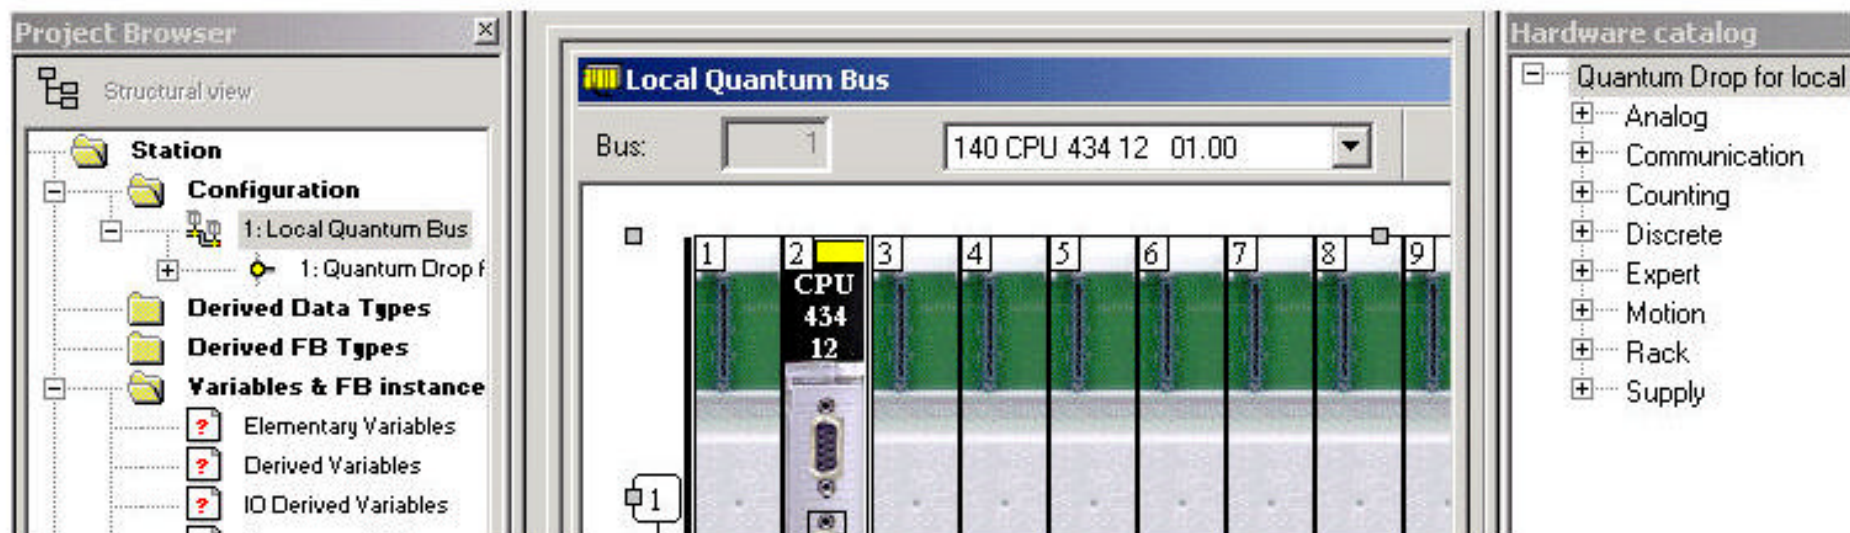 Project Browser
Structural view
Station
Configuration
1: Local Quantum Bus
1: Quantum Drop f
Derived Data Types
Derived FB Types
Variables & FB instance
Elementary Variables
Derived Variables
IO Derived Variables
Local Quantum Bus
Bus: 1 140 CPU 434 12 01.00
1 2 3 4 5 6 7 8 9
CPU
434
12
1
Hardware catalog
Quantum Drop for local
Analog
Communication
Counting
Discrete
Expert
Motion
Rack
Supply